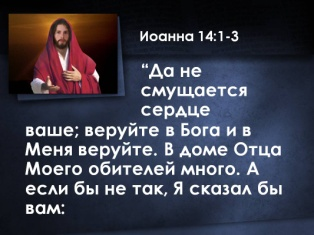 Иоанна 14:1-3
“Да не
смущается
сердце
ваше; веруйте в Бога и в
Меня веруйте. В доме Отца
Моего обителей много. А
если бы не так, Я сказал бы
вам: